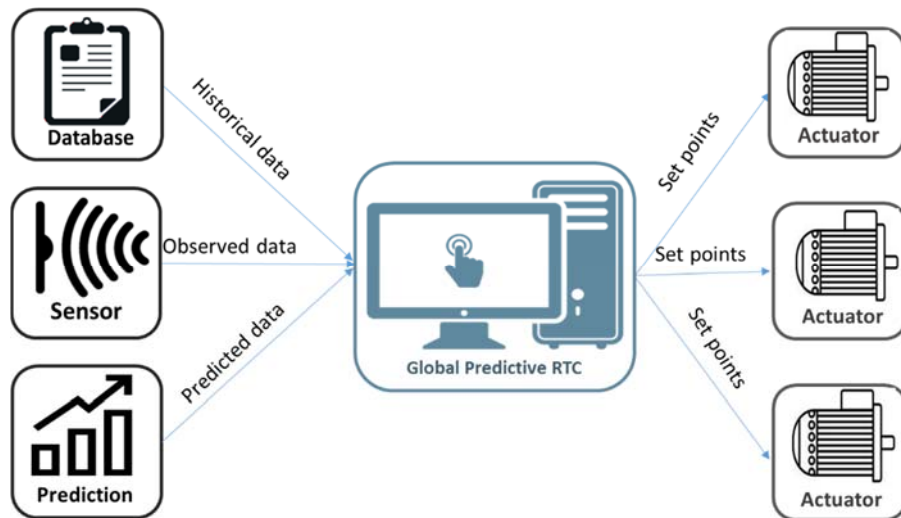 Database
Historical data
Sensor
Observed data
Prediction
Predicted data
Global Predictive RTC
Set points
Actuator
Set points
Actuator
Set points
Actuator